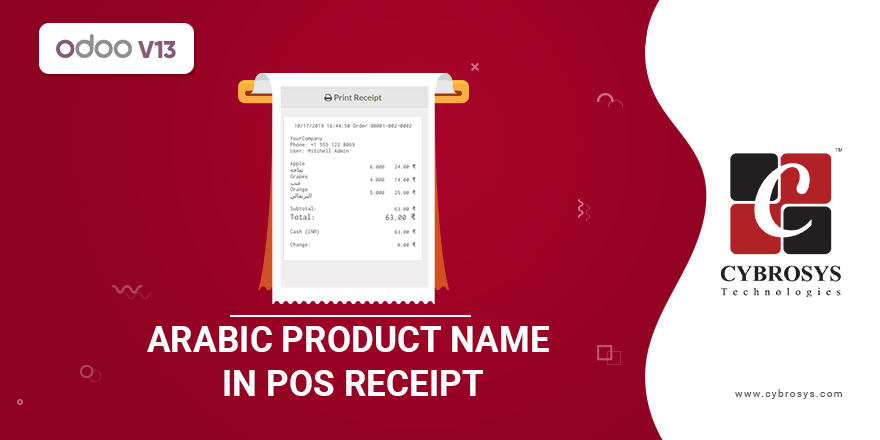 odoo V13
Print Receipt
10/17/2019 16:44:50 Order 00001-002-0002
YourCompany
Phone: +1 555 123 8069
User: Mitchell Admin
Apple 6.000 24.00 ₹
تفاحة
Grapes 4.000 14.00 ₹
عنب
Orange 5.000 25.00 ₹
البرتقالي
Subtotal: 63.00 ₹
Total: 63.00 ₹
Cash (INR) 63.00 ₹
Change: 0.00 ₹
ARABIC PRODUCT NAME
IN POS RECEIPT
C
™
CYBROSYS
Technologies
www.cybrosys.com